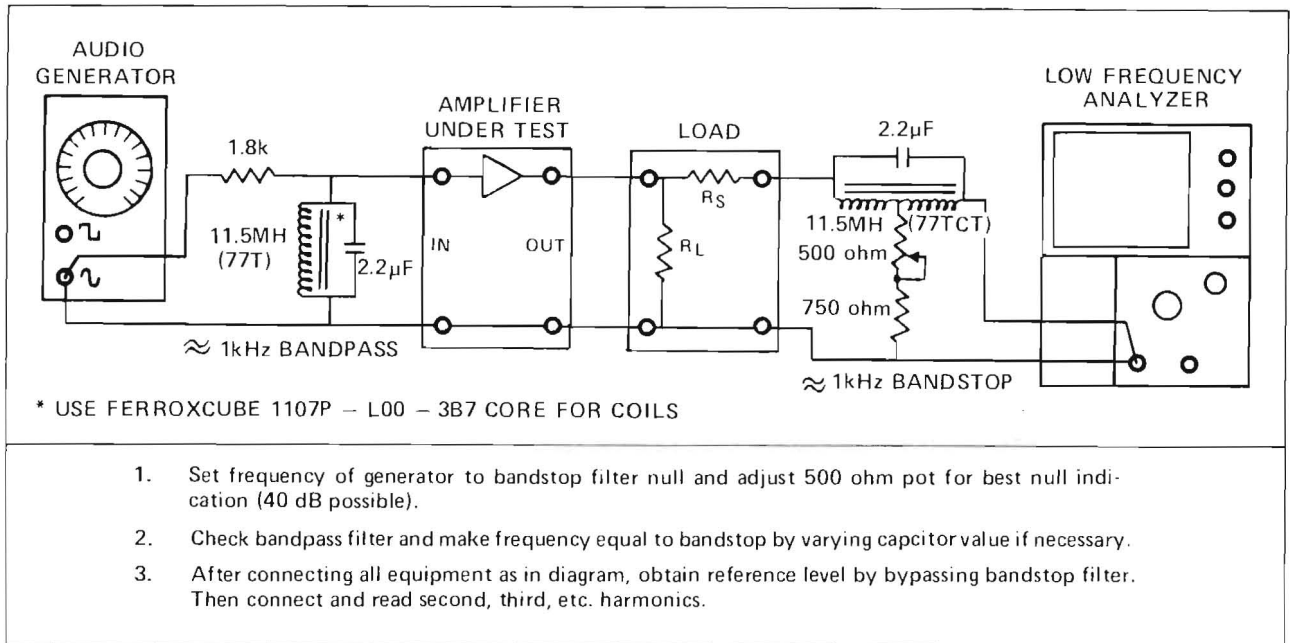 AUDIO
GENERATOR
1.8k
11.5MH
(77T)
*
2.2µF
≈ 1kHz BANDPASS
AMPLIFIER
UNDER TEST
IN
OUT
LOAD
RS
RL
2.2µF
11.5MH
(77TCT)
500 ohm
750 ohm
≈ 1kHz BANDSTOP
LOW FREQUENCY
ANALYZER
* USE FERROXCUBE 1107P – L00 – 3B7 CORE FOR COILS
1. Set frequency of generator to bandstop filter null and adjust 500 ohm pot for best null indi-
cation (40 dB possible).
2. Check bandpass filter and make frequency equal to bandstop by varying capcitor value if necessary.
3. After connecting all equipment as in diagram, obtain reference level by bypassing bandstop filter.
Then connect and read second, third, etc. harmonics.